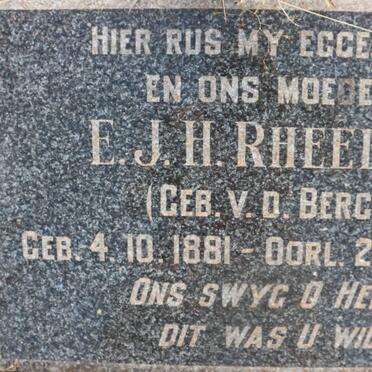 HIER RUS MY EGGE
EN ONS MOEDE
E. J. H. RHEE
(GEB. V. D. BERG
GEB. 4. 10. 1881 - OORL. 2
ONS SWYG O HE
DIT WAS U WI